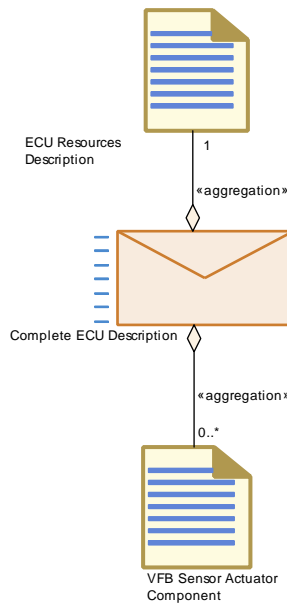 ECU Resources
Description
1
«aggregation»
Complete ECU Description
«aggregation»
0..*
VFB Sensor Actuator
Component